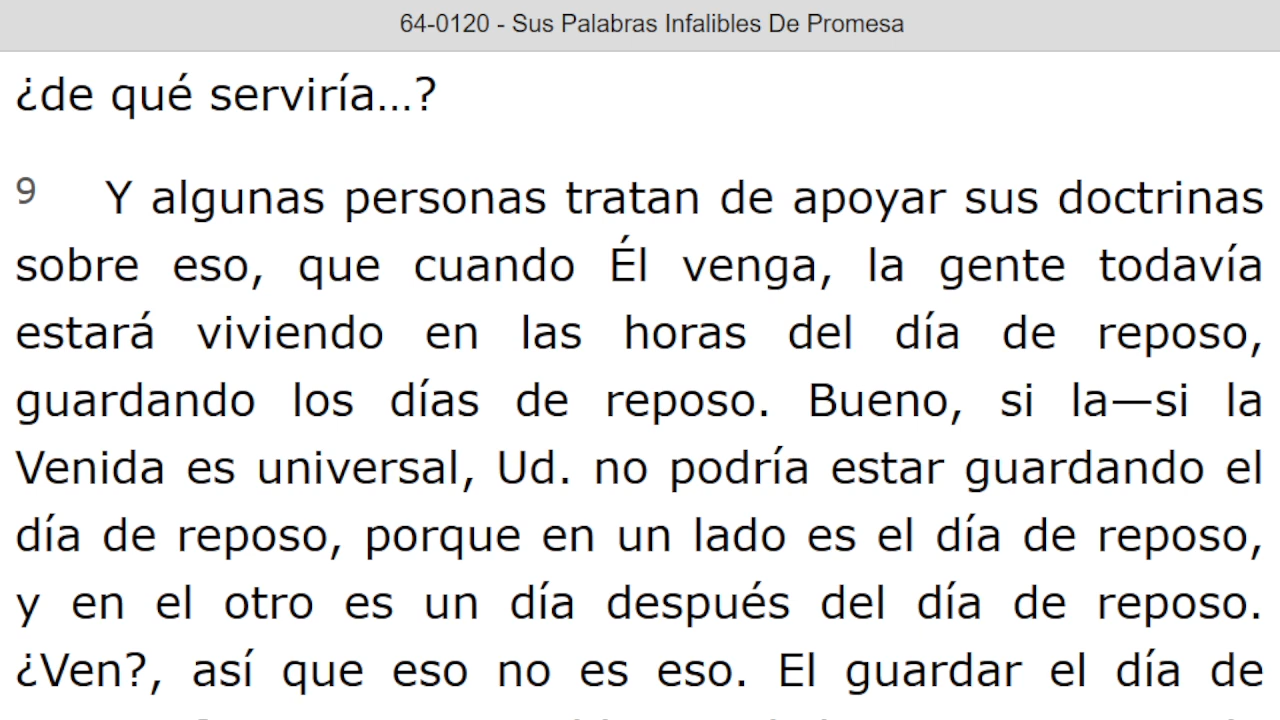 64-0120 - Sus Palabras Infalibles De Promesa
¿de qué serviría...?
9 Y algunas personas tratan de apoyar sus doctrinas
sobre eso, que cuando Él venga, la gente todavía
estará viviendo en las horas del día de reposo,
guardando los días de reposo. Bueno, si la—si la
Venida es universal, Ud. no podría estar guardando el
día de reposo, porque en un lado es el día de reposo,
y en el otro es un día después del día de reposo.
¿Ven?, así que eso no es eso. El guardar el día de